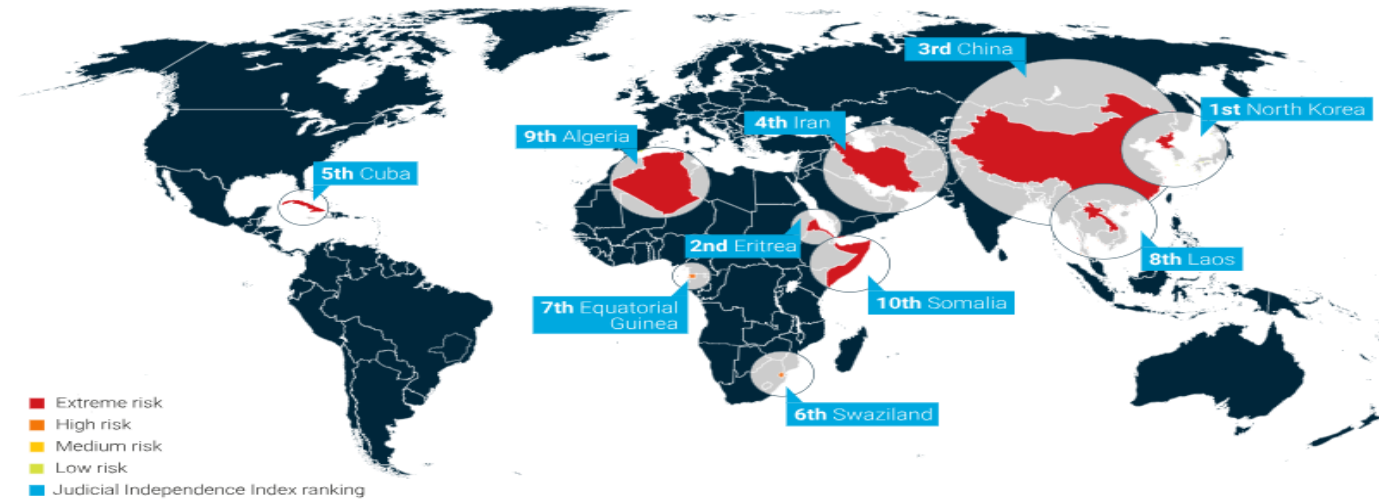 3rd China
1st North Korea
4th Iran
9th Algeria
5th Cuba
2nd Eritrea
8th Laos
10th Somalia
7th Equatorial
Guinea
6th Swaziland
Extreme risk
High risk
Medium risk
Low risk
Judicial Independence Index ranking